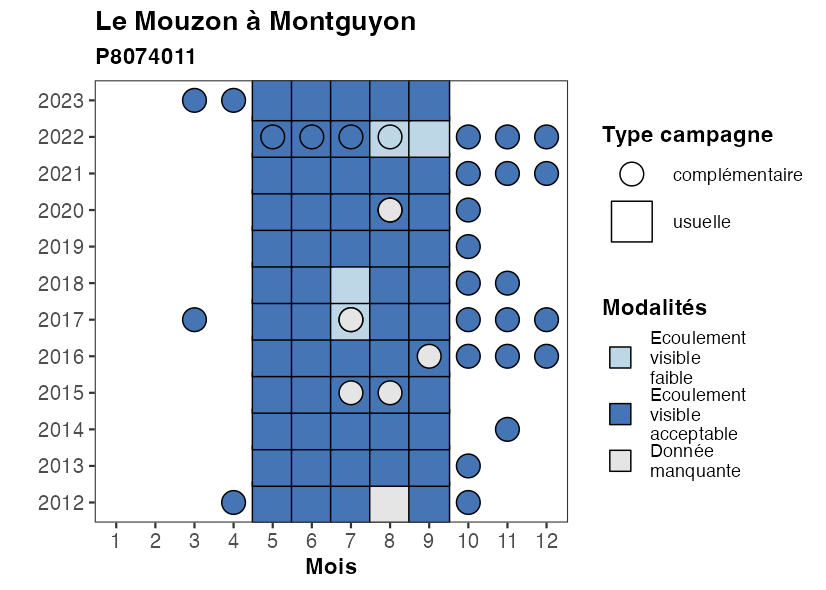 Le Mouzon à Montguyon
P8074011
2023
2022
2021
2020
2019
2018
2017
2016
2015
2014
2013
2012
1 2 3 4 5 6 7 8 9 10 11 12
Mois
Type campagne
complémentaire
usuelle
Modalités
Ecoulement
visible
faible
Ecoulement
visible
acceptable
Donnée
manquante